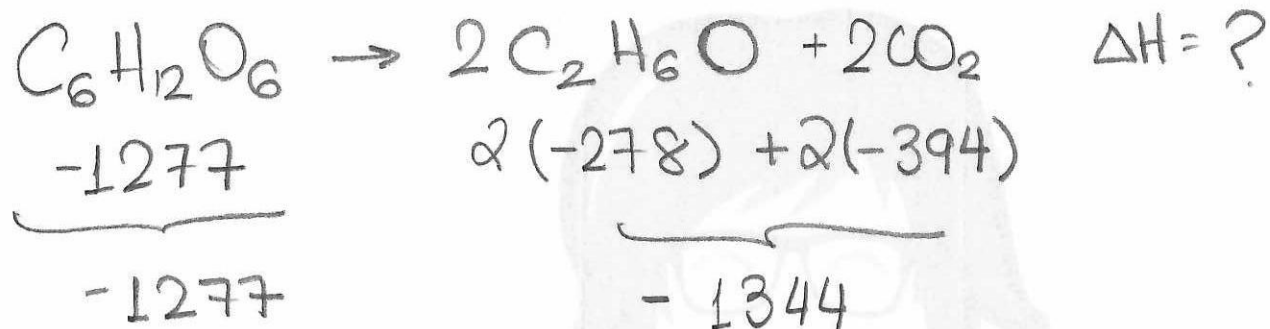 C₆H₁₂O₆ → 2C₂H₆O + 2CO₂ ΔH = ?
-1277 2(-278) + 2(-394)
-1277 - 1344